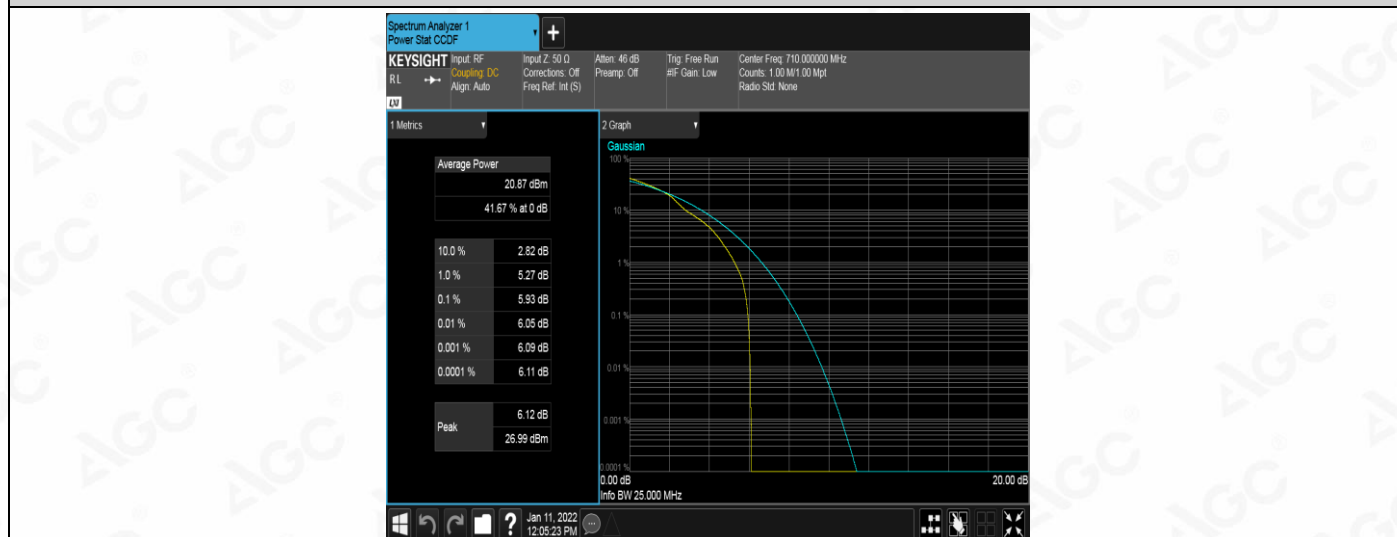 Spectrum Analyzer 1
Power Stat CCDF
+
KEYSIGHT
Input: RF
Input Z: 50 Ω
Atten: 46 dB
Trig: Free Run
Center Freq: 710.000000 MHz
RL
Coupling: DC
Corrections: Off
Preamp: Off
#IF Gain: Low
Counts: 1.00 M/1.00 Mpt
Align: Auto
Freq Ref: Int (S)
Radio Std: None
LXI
1 Metrics
2 Graph
Gaussian
Average Power
20.87 dBm
41.67 % at 0 dB
10.0 % 2.82 dB
1.0 % 5.27 dB
0.1 % 5.93 dB
0.01 % 6.05 dB
0.001 % 6.09 dB
0.0001 % 6.11 dB
Peak
6.12 dB
26.99 dBm
100 %
10 %
1 %
0.1 %
0.01 %
0.001 %
0.0001 %
0.00 dB
20.00 dB
Info BW 25.000 MHz
?
Jan 11, 2022
12:05:23 PM
AGC